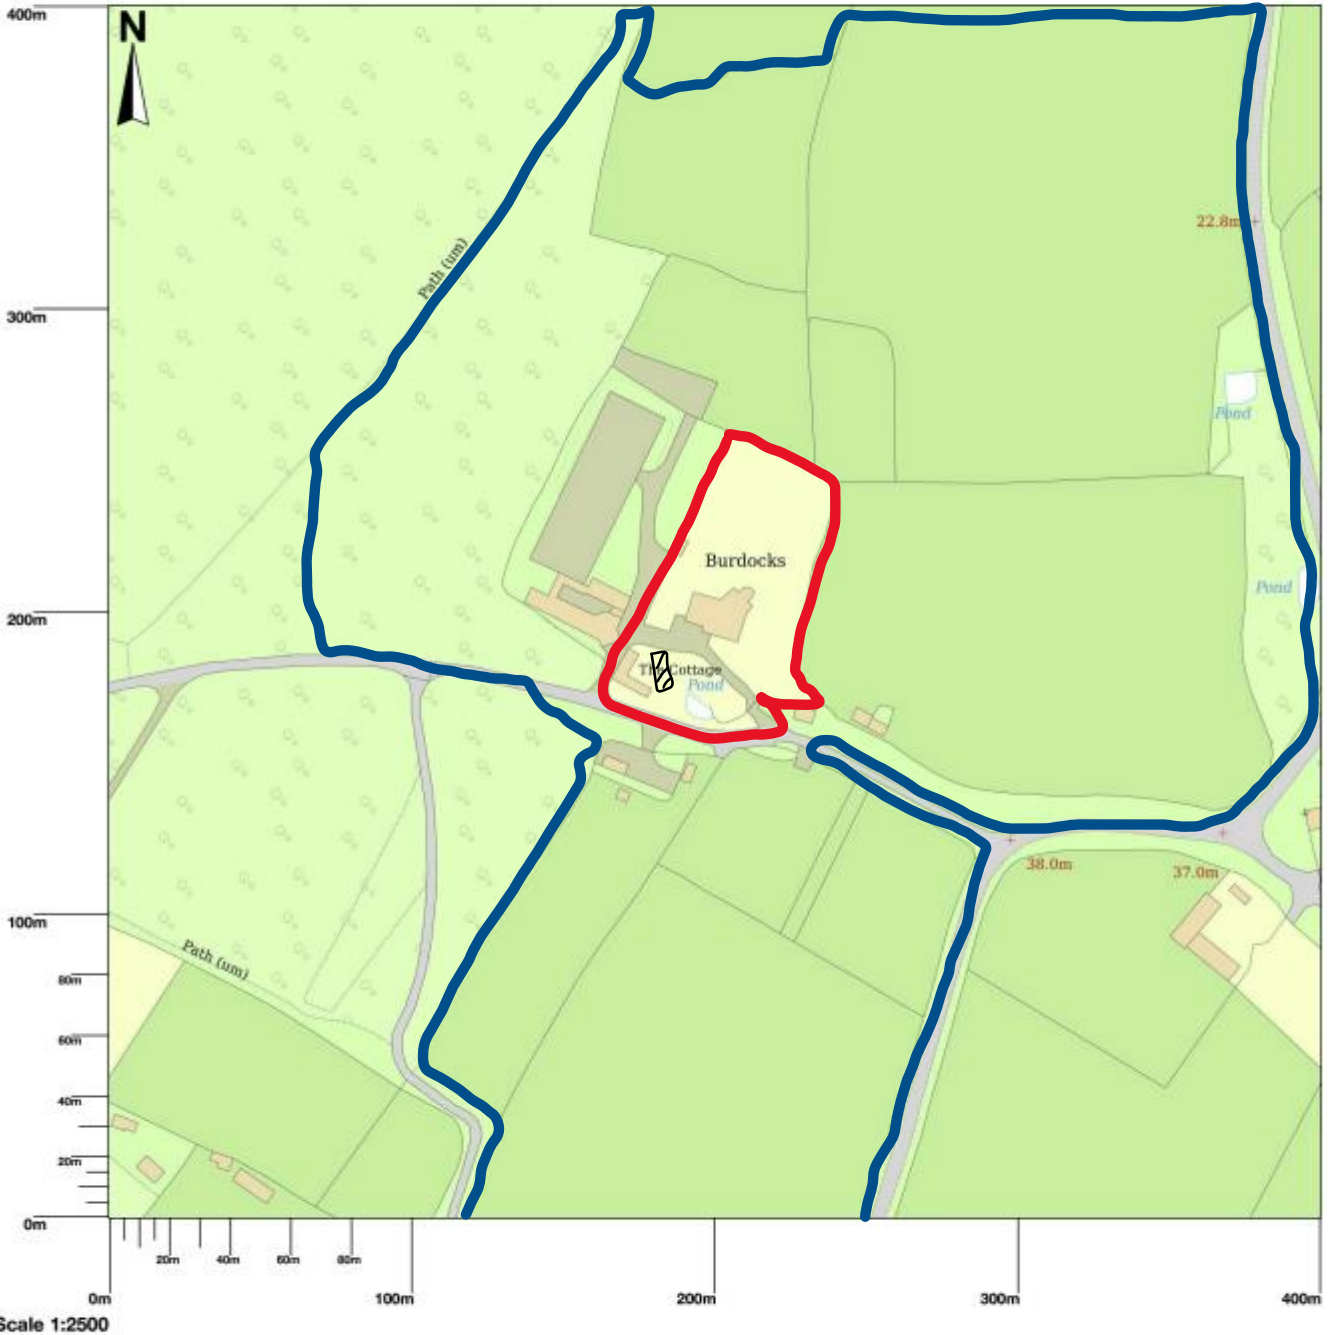 400m
N
22.8m
Path (um)
300m
Pond
Burdocks
Pond
200m
The Cottage
Pond
38.0m
37.0m
100m
Path (um)
80m
60m
40m
20m
0m
20m 40m 60m 80m
0m 100m 200m 300m 400m
Scale 1:2500